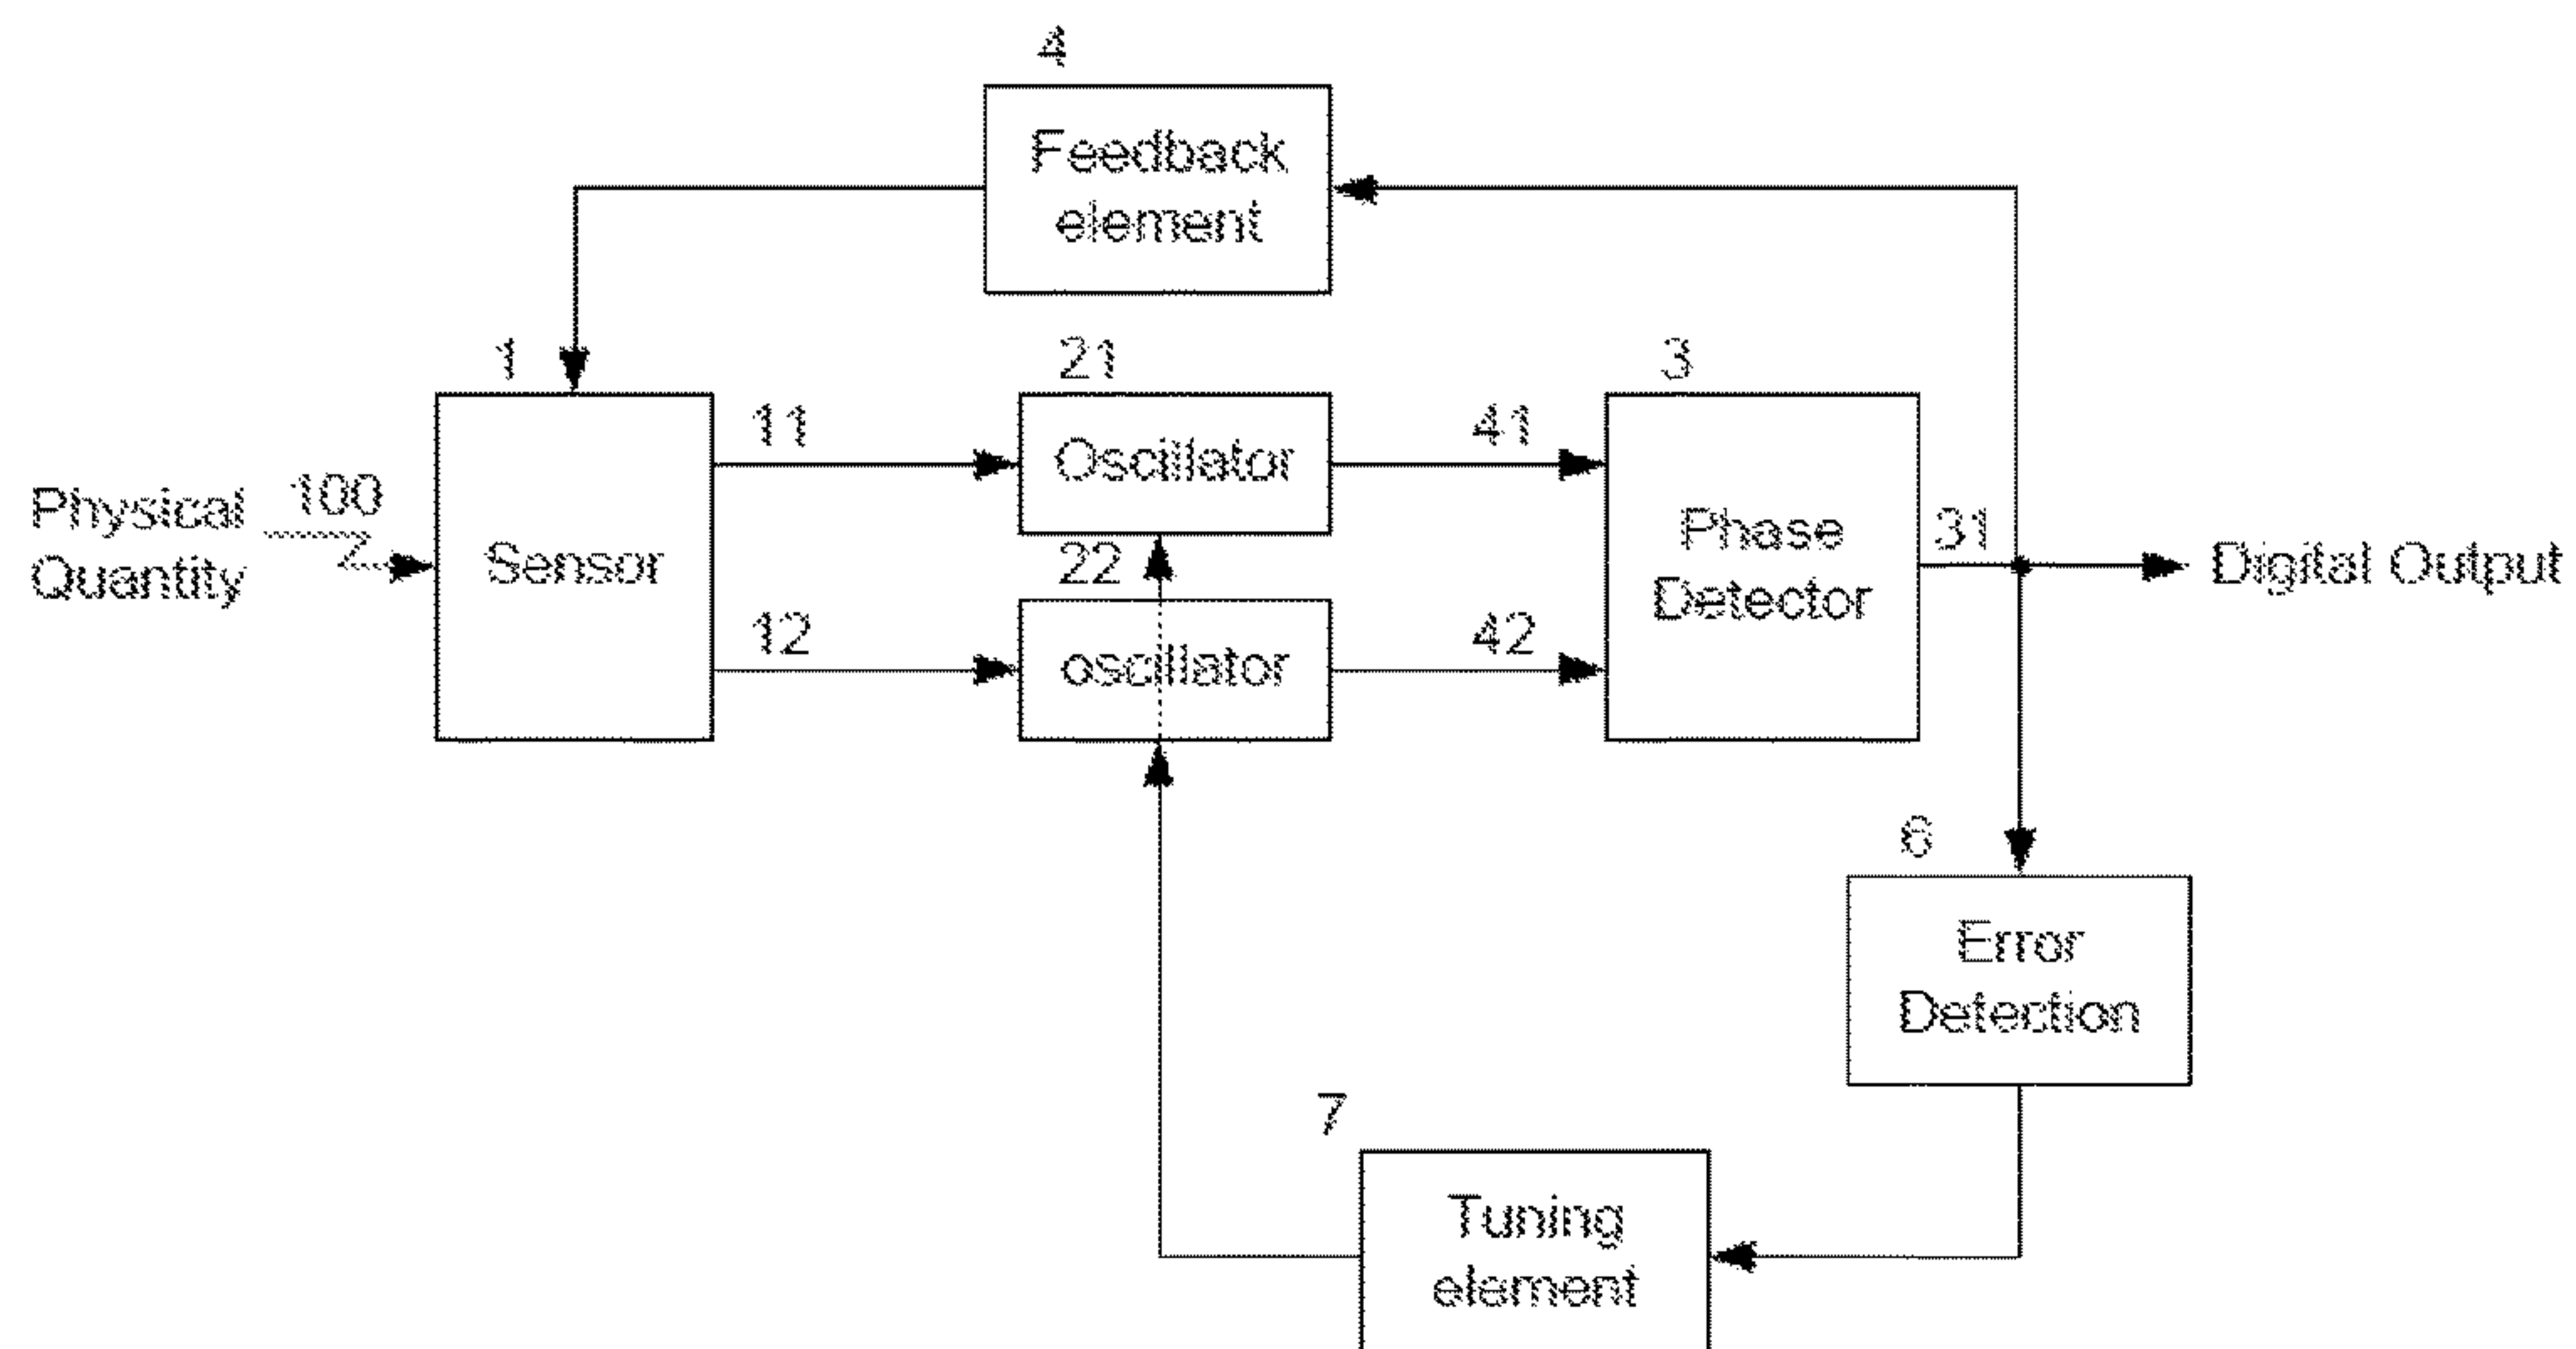 4
Feedback
element
1
21
3
11
Oscillator
41
Physical
Quantity
100
Sensor
22
Phase
Detector
31
Digital Output
12
oscillator
42
6
Error
Detection
7
Tuning
element